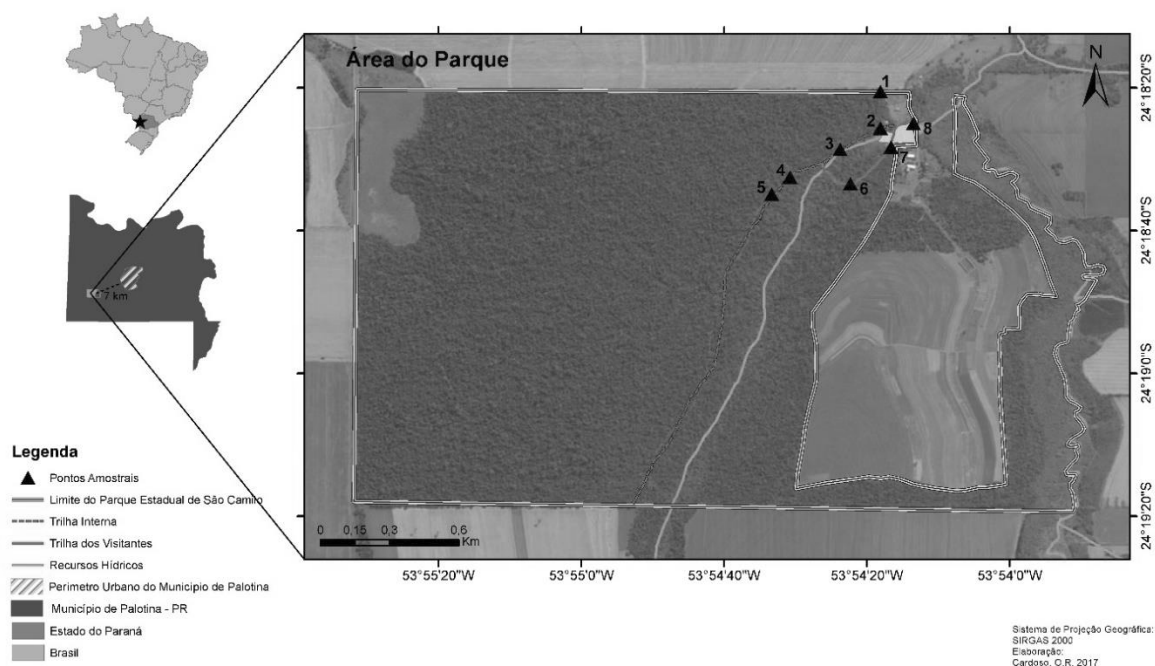 Área do Parque
N
1
2
3
4
5
6
7
8
24°18'20"S
24°18'40"S
24°19'0"S
24°19'20"S
7 km
0 0,15 0,3 0,6
Km
53°55'20"W 53°55'0"W 53°54'40"W 53°54'20"W 53°54'0"W
Legenda
Pontos Amostrais
Limite do Parque Estadual de São Camilo
Trilha Interna
Trilha dos Visitantes
Recursos Hídricos
Perimetro Urbano do Municipio de Palotina
Município de Palotina - PR
Estado do Paraná
Brasil
Sistema de Projeção Geográfica:
SIRGAS 2000
Elaboração:
Cardoso, O.R. 2017